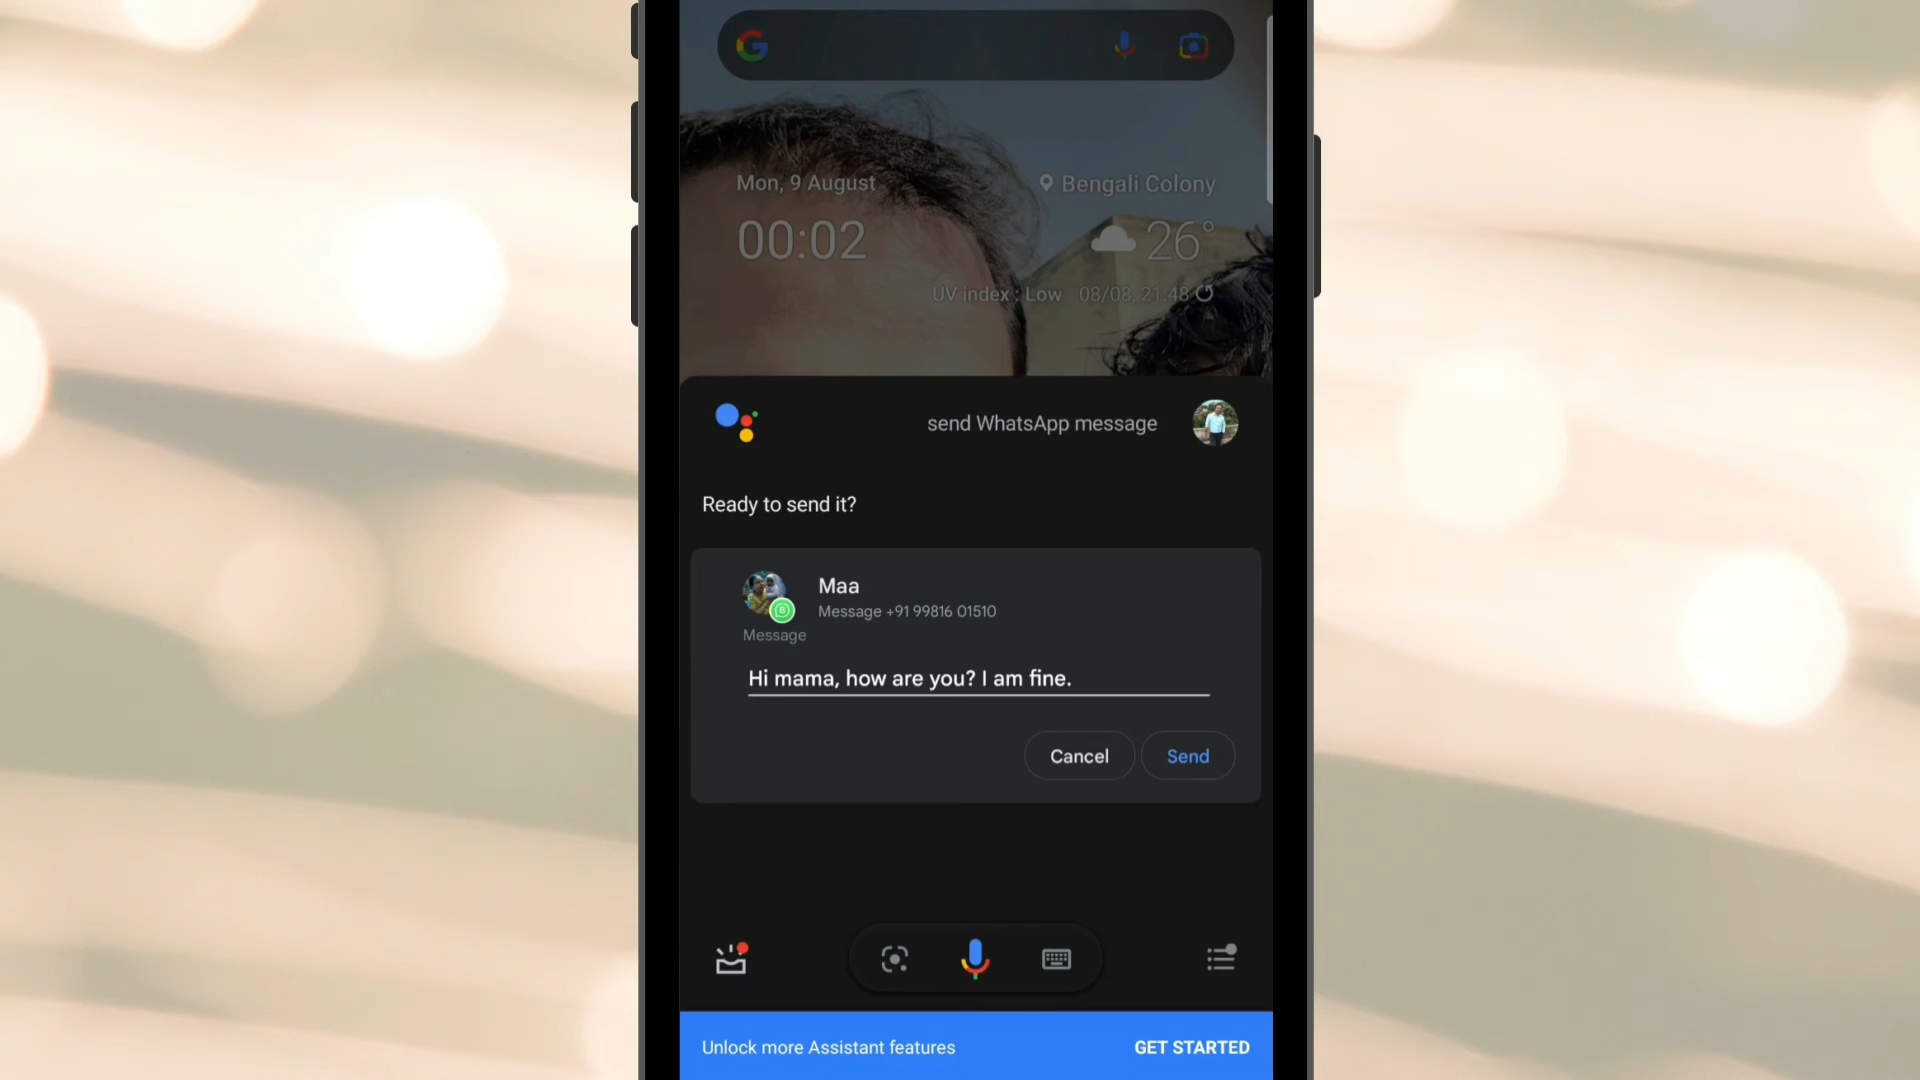 Mon, 9 August
Bengali Colony
00:02
26°
UV index : Low 08/08, 21:48
send WhatsApp message
Ready to send it?
Maa
Message +91 99816 01510
Message
Hi mama, how are you? I am fine.
Cancel
Send
Unlock more Assistant features
GET STARTED